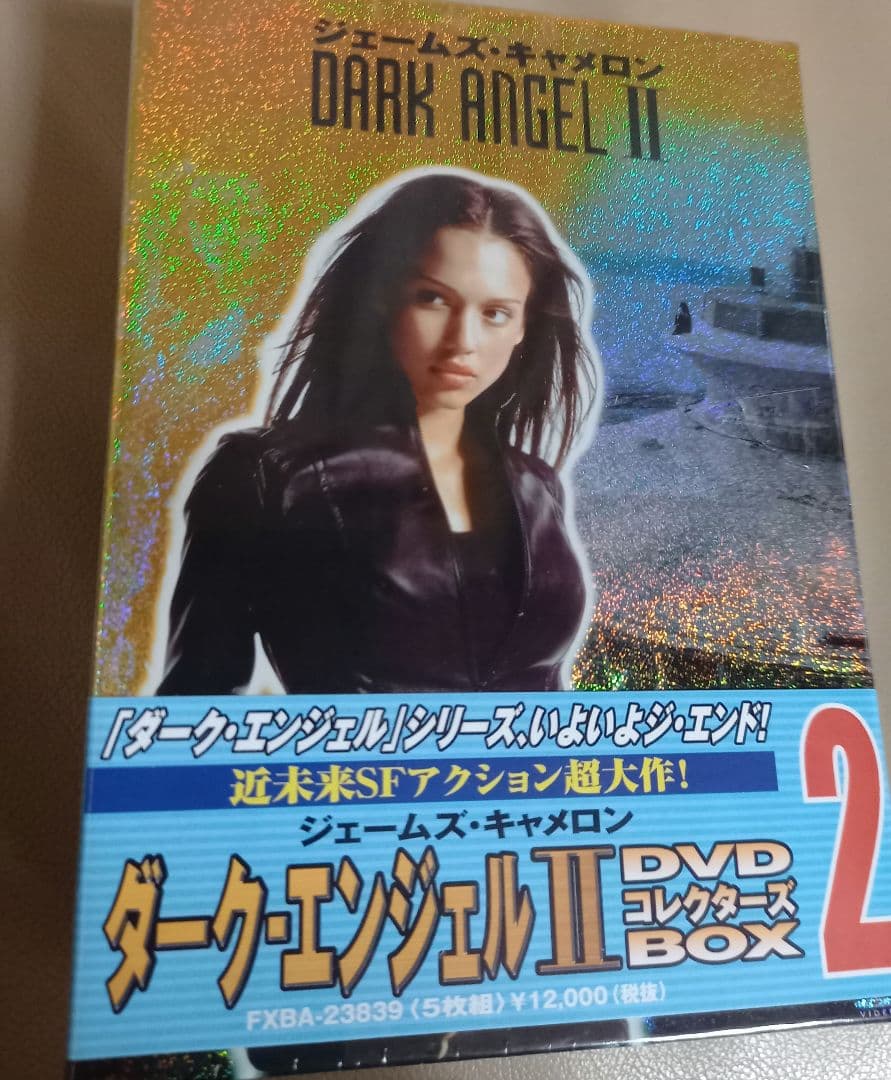 ジェームズ・キャメロン
DARK ANGEL II
「ダーク・エンジェル」シリーズ、いよいよジ・エンド!
近未来SFアクション超大作!
ジェームズ・キャメロン
ダーク・エンジェルII
DVD
コレクターズ
BOX
2
FXBA-23839〈5枚組〉¥12,000(税抜)